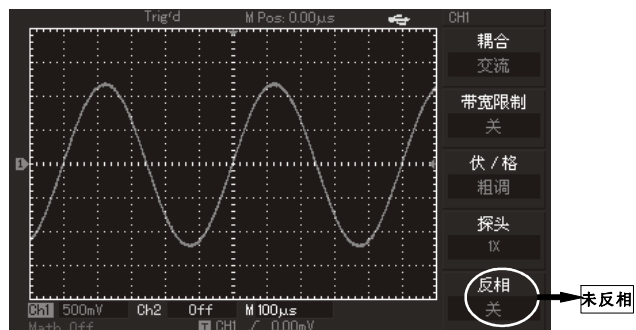 Trig'd M Pos: 0.00μs CH1
耦合
交流
带宽限制
关
伏/格
粗调
1
探头
1X
反相
关
未反相
Ch1 500mV Ch2 Off M 100μs
Math Off T CH1 / 0.00mV